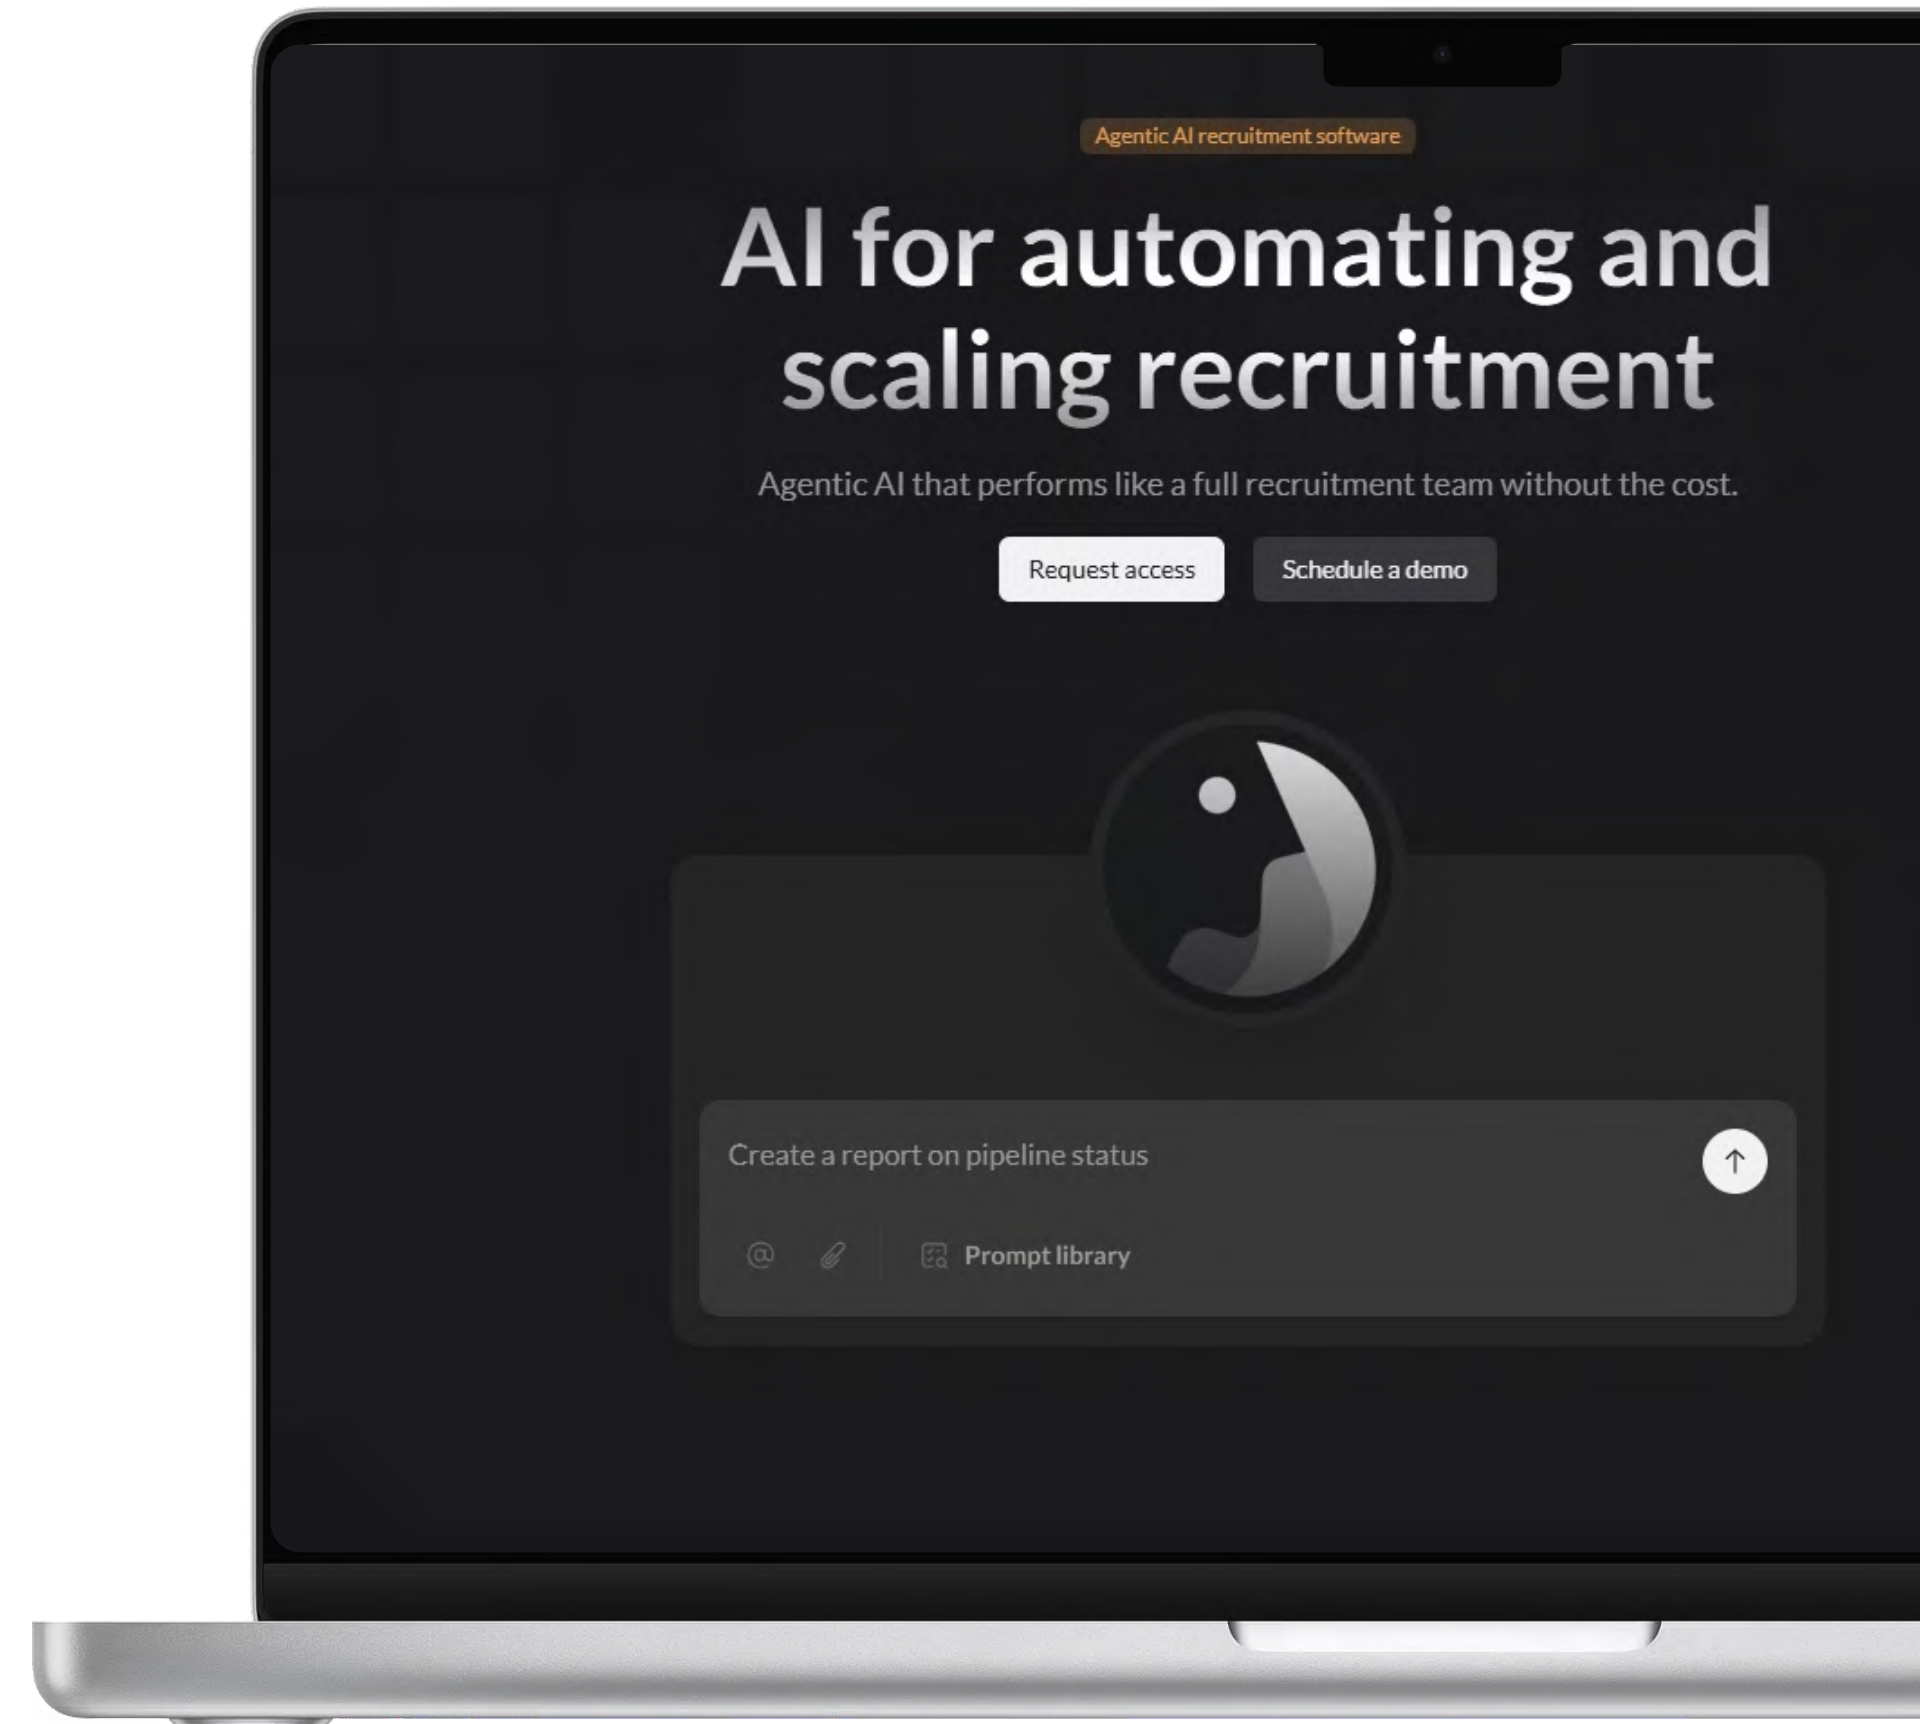 Agentic AI recruitment software
AI for automating and
scaling recruitment
Agentic AI that performs like a full recruitment team without the cost.
Request access
Schedule a demo
Create a report on pipeline status
Prompt library